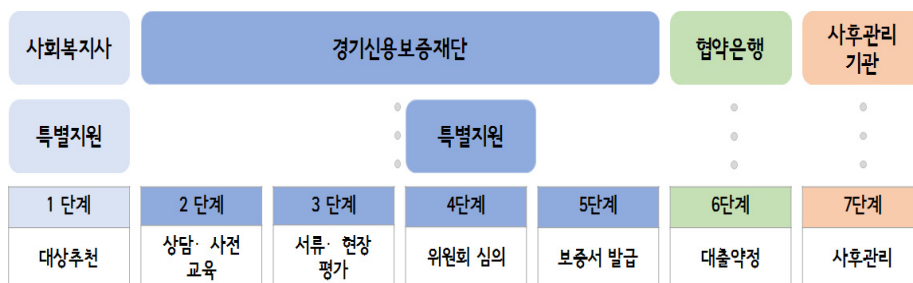 사회복지사
경기신용보증재단
협약은행
사후관리
기관
특별지원
특별지원
1 단계
2 단계
3 단계
4단계
5단계
6단계
7단계
대상추천
상담· 사전
교육
서류· 현장
평가
위원회 심의
보증서 발급
대출약정
사후관리